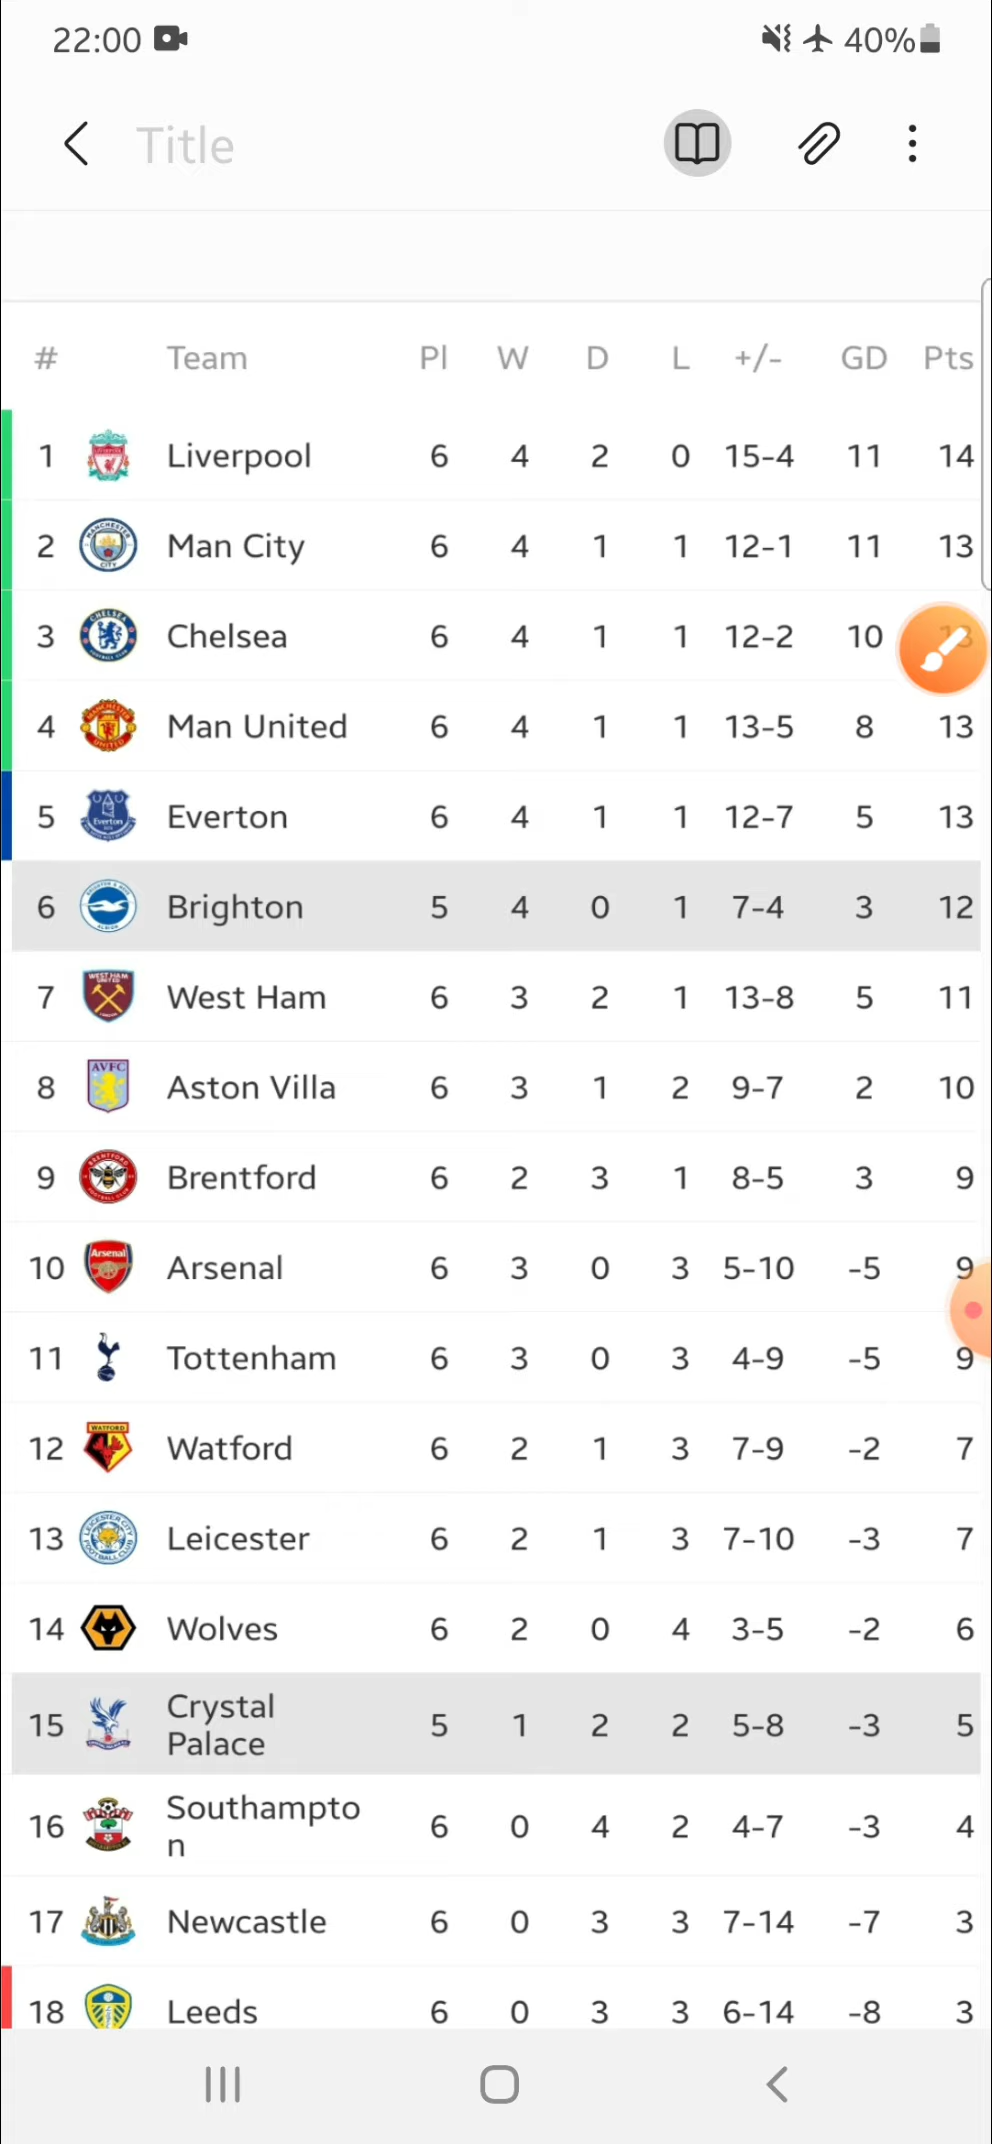 22:00 40%
Title
# Team Pl W D L +/- GD Pts
1 Liverpool 6 4 2 0 15-4 11 14
2 Man City 6 4 1 1 12-1 11 13
3 Chelsea 6 4 1 1 12-2 10 13
4 Man United 6 4 1 1 13-5 8 13
5 Everton 6 4 1 1 12-7 5 13
6 Brighton 5 4 0 1 7-4 3 12
7 West Ham 6 3 2 1 13-8 5 11
8 Aston Villa 6 3 1 2 9-7 2 10
9 Brentford 6 2 3 1 8-5 3 9
10 Arsenal 6 3 0 3 5-10 -5 9
11 Tottenham 6 3 0 3 4-9 -5 9
12 Watford 6 2 1 3 7-9 -2 7
13 Leicester 6 2 1 3 7-10 -3 7
14 Wolves 6 2 0 4 3-5 -2 6
15 Crystal
Palace 5 1 2 2 5-8 -3 5
16 Southampto
n 6 0 4 2 4-7 -3 4
17 Newcastle 6 0 3 3 7-14 -7 3
18 Leeds 6 0 3 3 6-14 -8 3